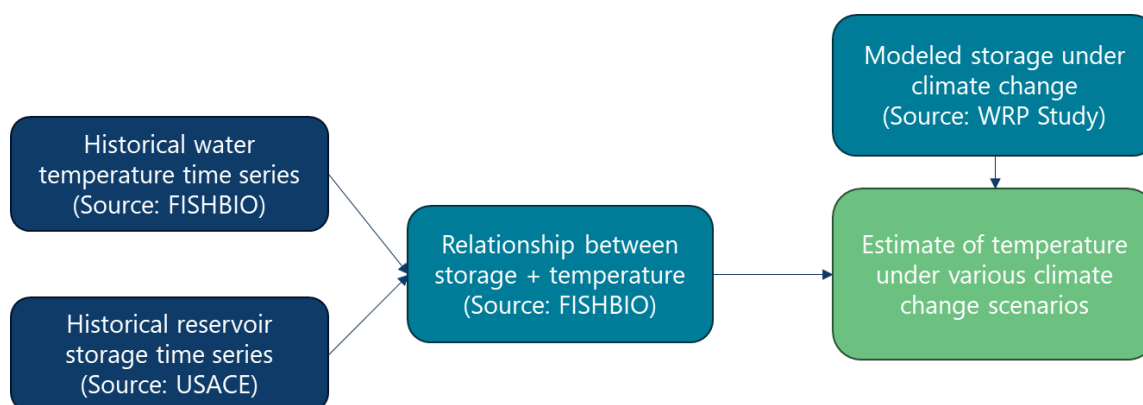 Historical water
temperature time series
(Source: FISHBIO)
Historical reservoir
storage time series
(Source: USACE)
Relationship between
storage + temperature
(Source: FISHBIO)
Modeled storage under
climate change
(Source: WRP Study)
Estimate of temperature
under various climate
change scenarios